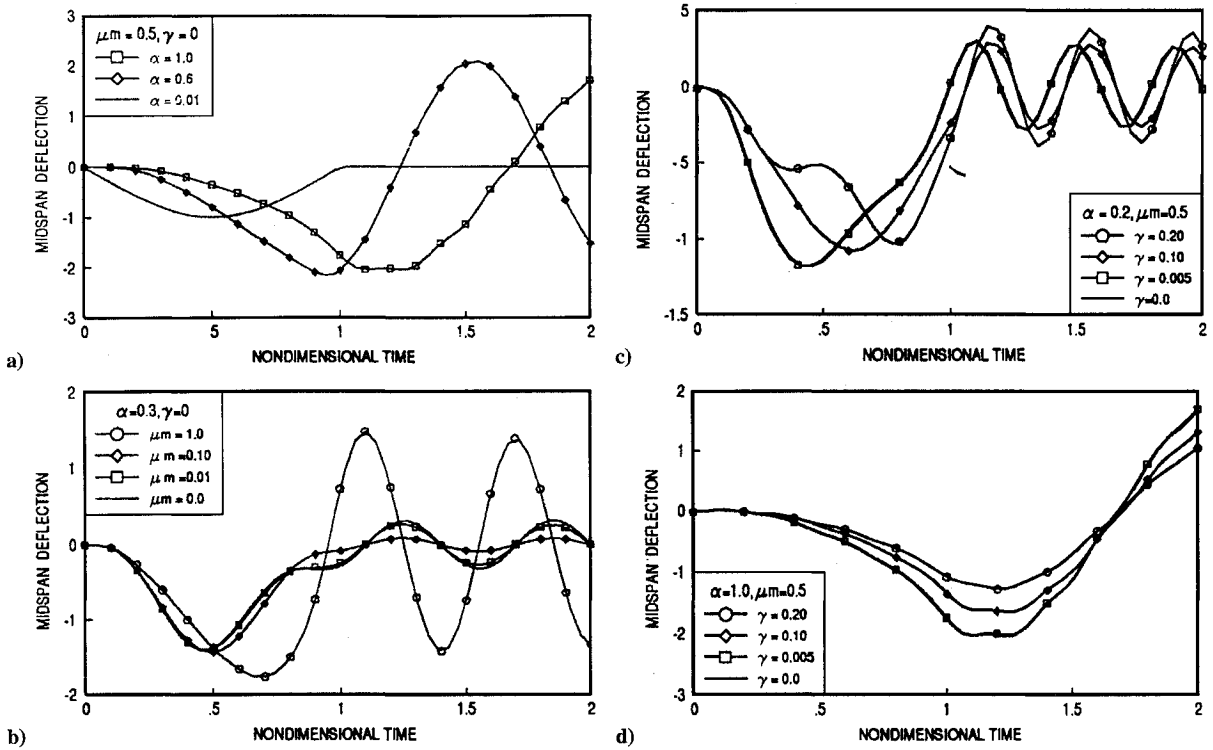 a)
3
2
1
0
-1
-2
-3
MIDSPAN DEFLECTION
μm = 0.5, γ = 0
α = 1.0
α = 0.6
α = 0.01
0
.5
1
1.5
2
NONDIMENSIONAL TIME
b)
2
1
0
-1
-2
MIDSPAN DEFLECTION
α=0.3, γ=0
μm = 1.0
μm = 0.10
μm = 0.01
μm = 0.0
0
.5
1
1.5
2
NONDIMENSIONAL TIME
c)
5
0
-.5
-1
-1.5
MIDSPAN DEFLECTION
α = 0.2, μm=0.5
γ = 0.20
γ = 0.10
γ = 0.005
γ=0.0
0
.5
1
1.5
2
NONDIMENSIONAL TIME
d)
2
1
0
-1
-2
-3
MIDSPAN DEFLECTION
α=1.0, μm=0.5
γ = 0.20
γ = 0.10
γ = 0.005
γ = 0.0
0
.5
1
1.5
2
NONDIMENSIONAL TIME